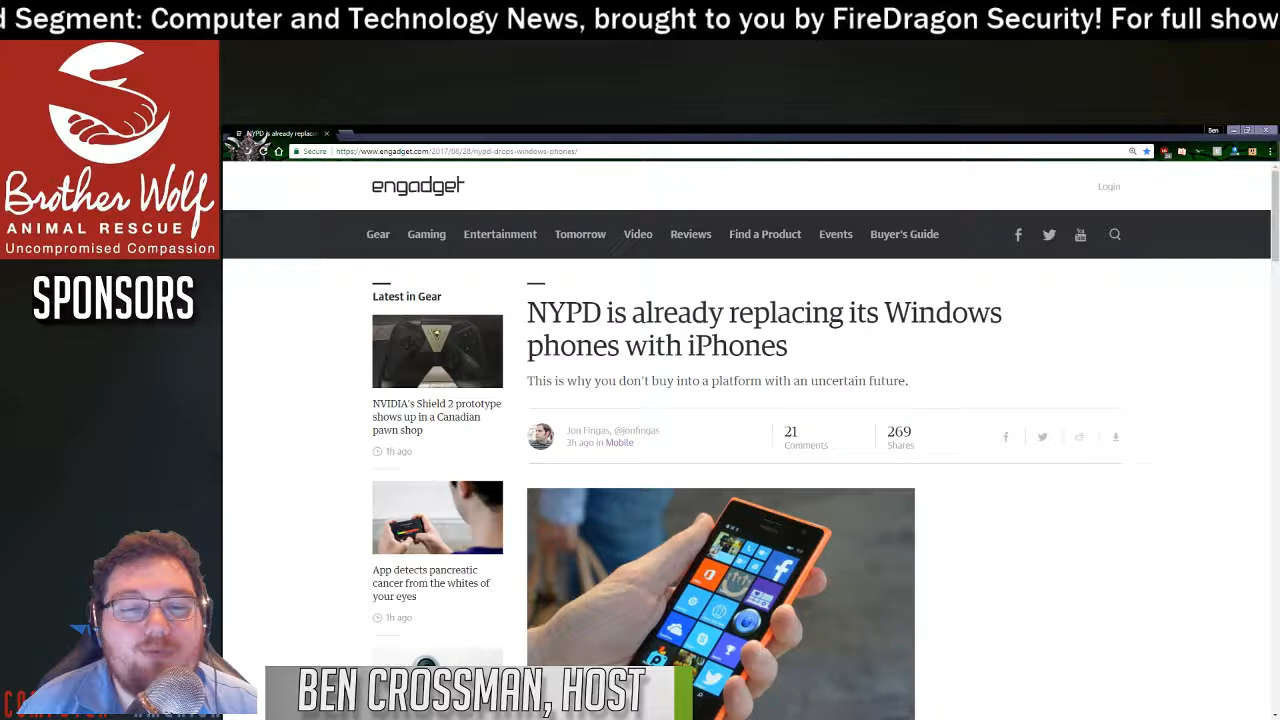 d Segment: Computer and Technology News, brought to you by FireDragon Security! For full show
Brother Wolf
ANIMAL RESCUE
Uncompromised Compassion
SPONSORS
NYPD is already replac
Ben
Secure
https://www.engadget.com/2017/08/28/nypd-drops-windows-phones/
engadget
Login
Gear Gaming Entertainment Tomorrow Video Reviews Find a Product Events Buyer's Guide
Latest in Gear
NVIDIA's Shield 2 prototype
shows up in a Canadian
pawn shop
1h ago
App detects pancreatic
cancer from the whites of
your eyes
1h ago
NYPD is already replacing its Windows
phones with iPhones
This is why you don't buy into a platform with an uncertain future.
Jon Fingas, @jonfingas
3h ago in Mobile
21
Comments
269
Shares
NOKIA
BEN CROSSMAN, HOST